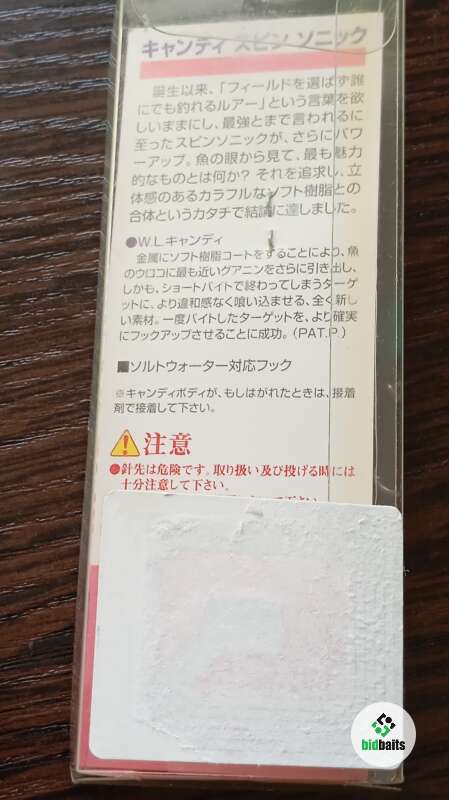 キャンディ スピン ソニック
誕生以来、「フィールドを選ばず誰
にでも釣れるルアー」という言葉を欲
しいままにし、最強とまで言われるに
至ったスピンソニックが、さらにパワ
ーアップ。魚の眼から見て、最も魅力
的なものとは何か? それを追求し、立
体感のあるカラフルなソフト樹脂との
合体というカタチで結論に達しました。
●W.L.キャンディ
金属にソフト樹脂コートをすることにより、魚
のウロコに最も近いグアニンをさらに引き出し、
しかも、ショートバイトで終わってしまうターゲ
ットに、より違和感なく喰い込ませる、全く新し
い素材。一度バイトしたターゲットを、より確実
にフックアップさせることに成功。(PAT.P.)
■ソルトウォーター対応フック
※キャンディボディが、もしはがれたときは、接着
剤で接着して下さい。
注意
●針先は危険です。取り扱い及び投げる時には
十分注意して下さい。
bidbaits